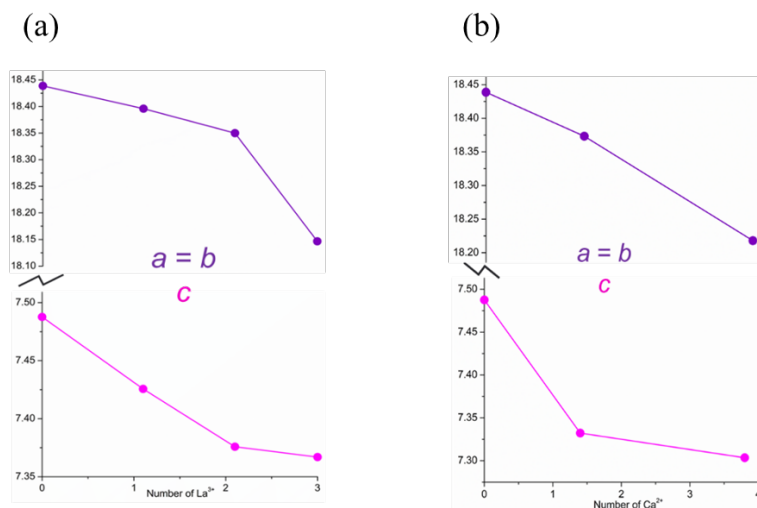 (a)
18.45
18.40
18.35
18.30
18.25
18.20
18.15
18.10
a = b
c
7.50
7.45
7.40
7.35
0 1 2 3
Number of La³⁺
(b)
18.45
18.40
18.35
18.30
18.25
18.20
a = b
c
7.50
7.45
7.40
7.35
7.30
0 1 2 3 4
Number of Ca²⁺